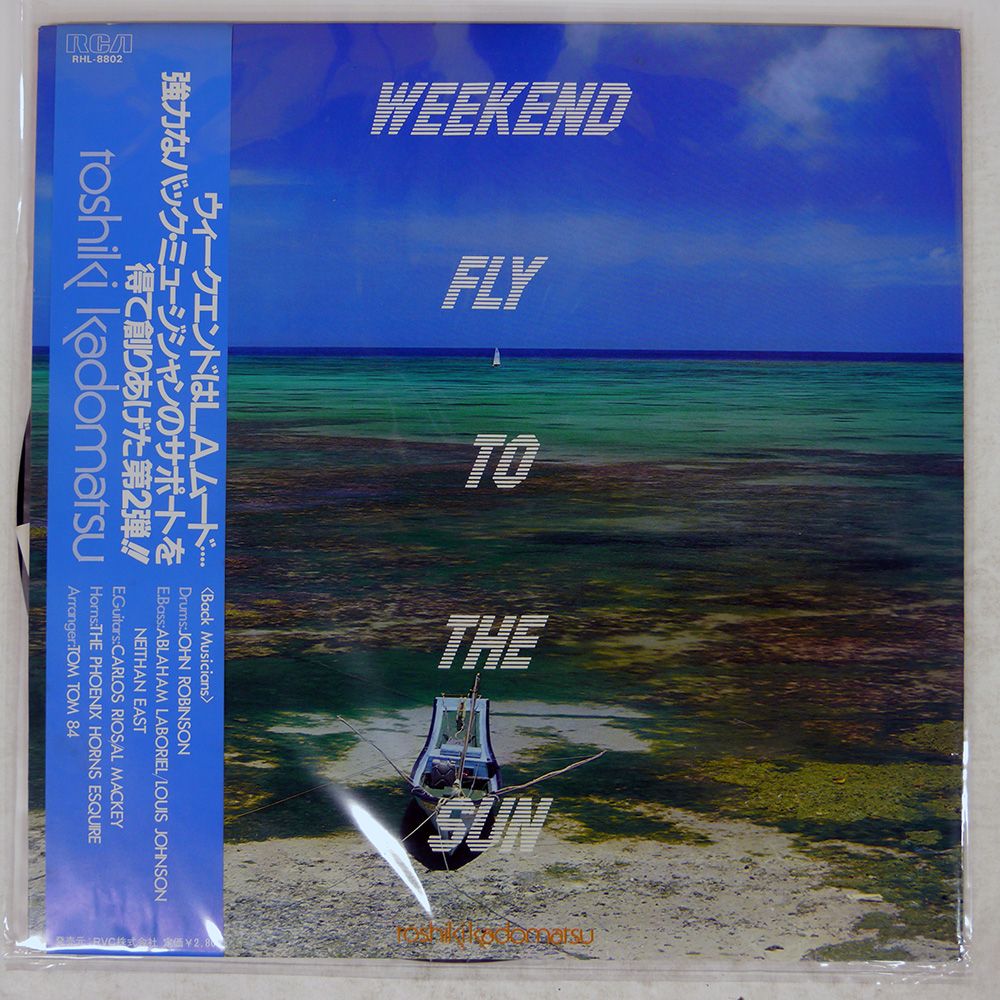 RCA
RHL-8802
ウィークエンドはL.A.ムード‥‥
強力なバック・ミュージシャンのサポートを
得て創りあげた第2弾!!
toshiki kadomatsu
〈Back Musicians〉
Drums:JOHN ROBINSON
E.Bass:ABLAHAM LABORIEL/LOUIS JOHNSON
NEITHAN EAST
E.Guitars:CARLOS RIOSAL MACKEY
Horns:THE PHOENIX HORNS ESQUIRE
Arranger:TOM TOM 84
発売元:RVC株式会社 定価¥2,80
WEEKEND
FLY
TO
THE
SUN
toshiki kadomatsu